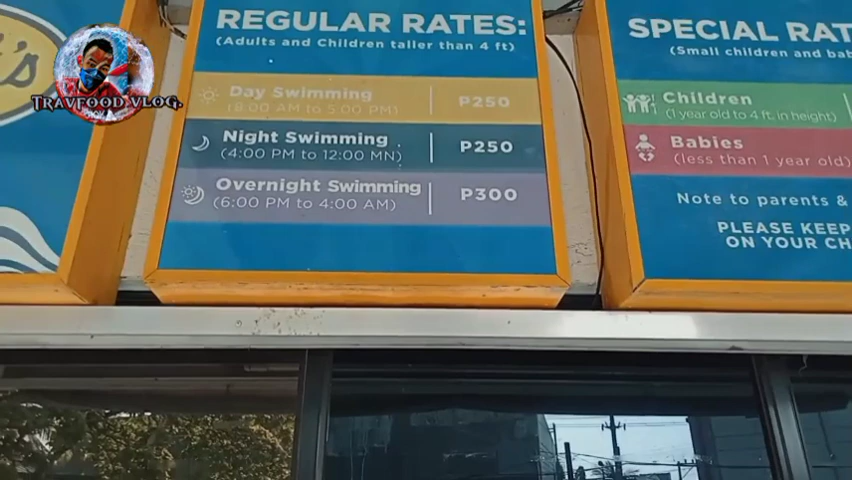 's
TRAVFOOD VLOG.
REGULAR RATES:
(Adults and Children taller than 4 ft)
Day Swimming
(8:00 AM to 5:00 PM)
P250
Night Swimming
(4:00 PM to 12:00 MN)
P250
Overnight Swimming
(6:00 PM to 4:00 AM)
P300
SPECIAL RAT
(Small children and bab
Children
(1 year old to 4 ft. in height)
Babies
(less than 1 year old)
Note to parents &
PLEASE KEEP
ON YOUR CH